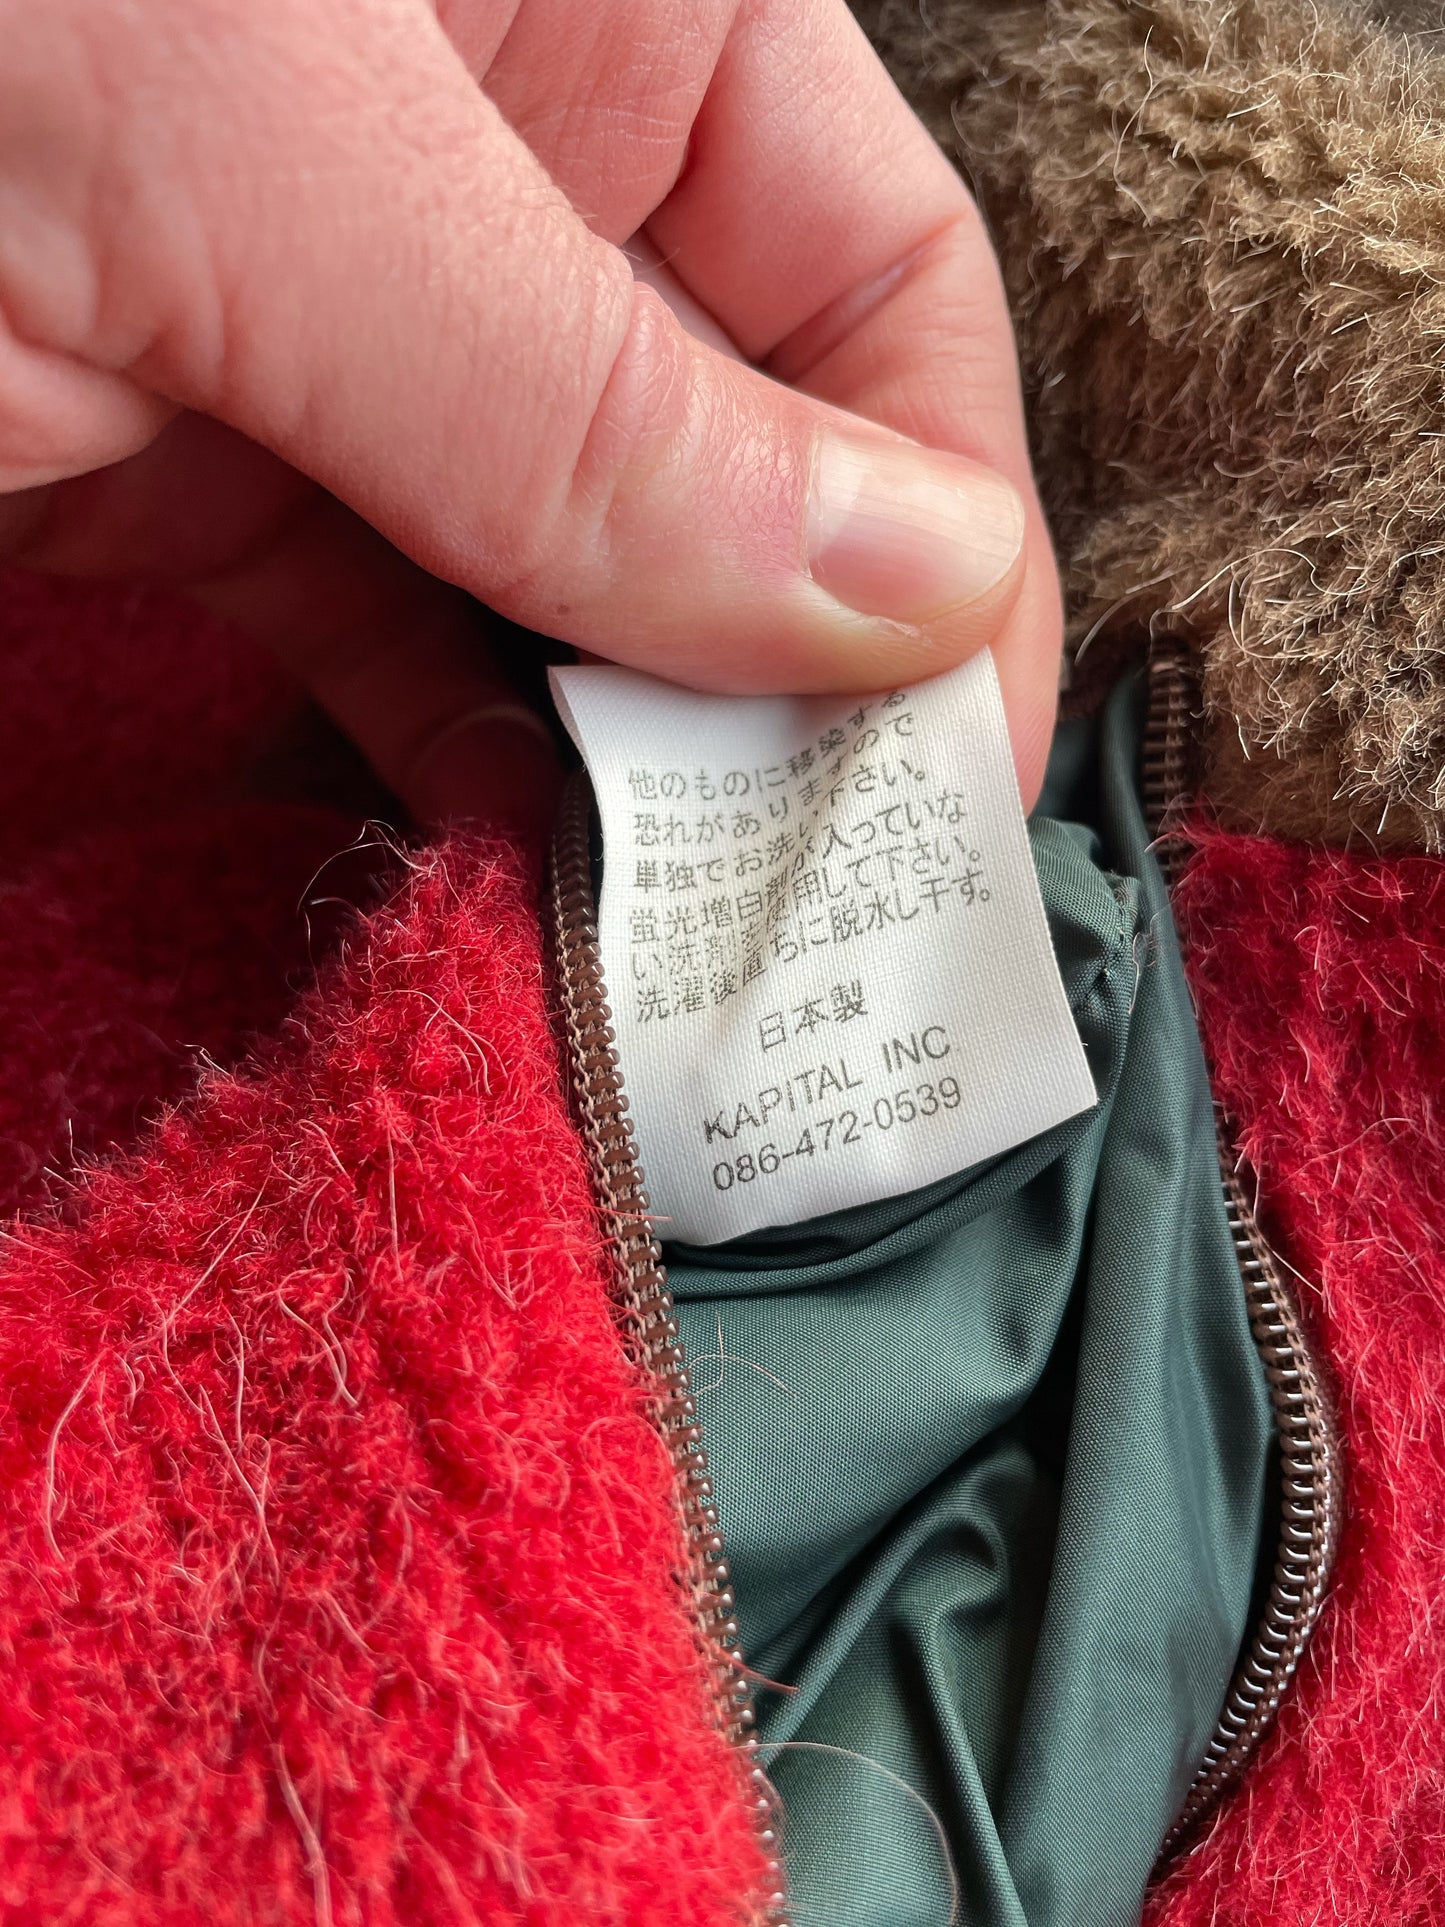 他のものに移染する
恐れがありますので
単独でお洗い下さい。
蛍光増白剤が入っていな
い洗剤を使用して下さい。
洗濯後直ちに脱水し干す。
日本製
KAPITAL INC.
086-472-0539